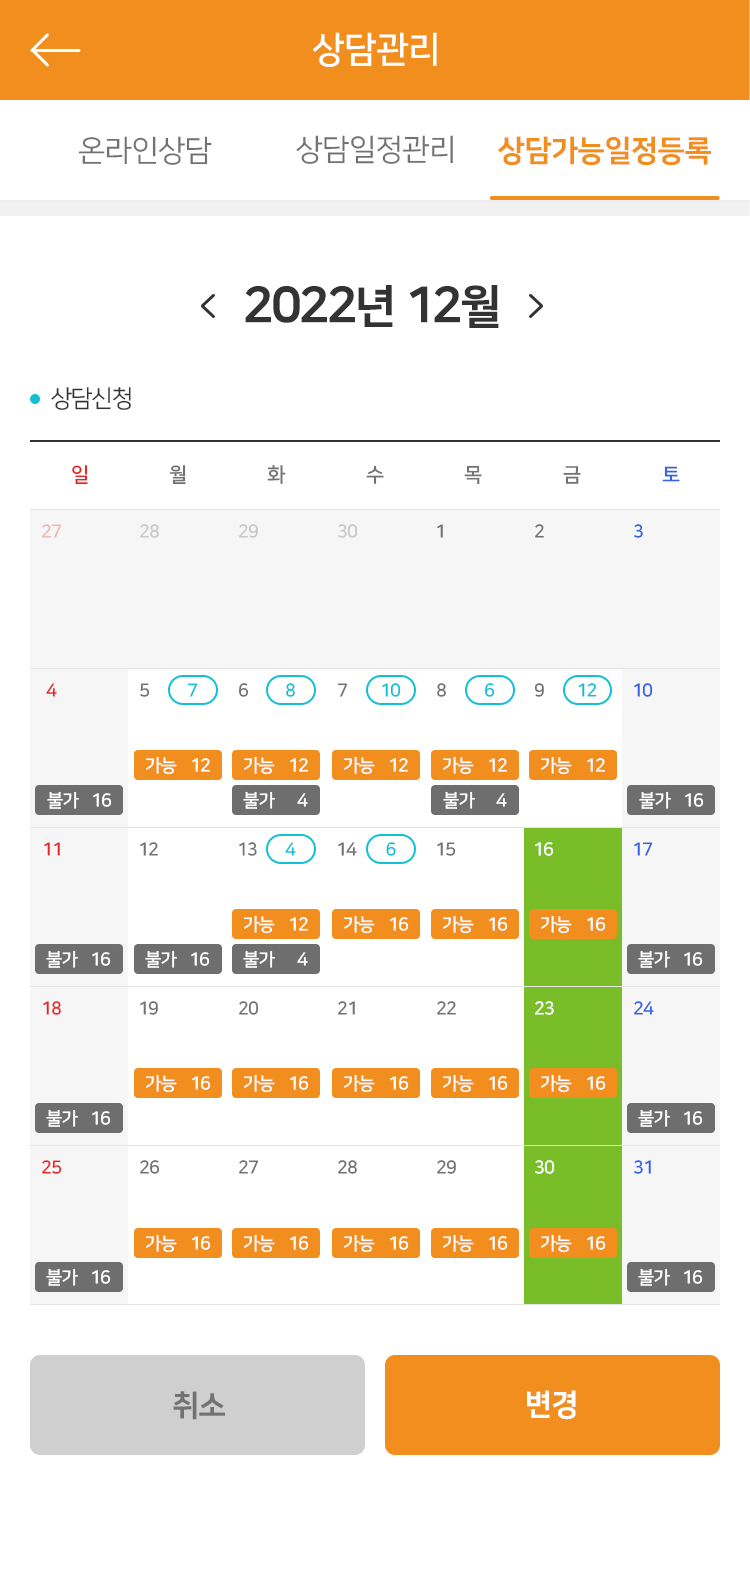 상담관리
온라인상담 상담일정관리 상담가능일정등록
2022년 12월
상담신청
일 월 화 수 목 금 토
27 28 29 30 1 2 3
4 5 7 6 8 7 10 8 6 9 12 10
가능 12 가능 12 가능 12 가능 12 가능 12
불가 16 불가 4 불가 4 불가 16
11 12 13 4 14 6 15 16 17
가능 12 가능 16 가능 16 가능 16
불가 16 불가 16 불가 4 불가 16
18 19 20 21 22 23 24
가능 16 가능 16 가능 16 가능 16 가능 16
불가 16 불가 16
25 26 27 28 29 30 31
가능 16 가능 16 가능 16 가능 16 가능 16
불가 16 불가 16
취소 변경